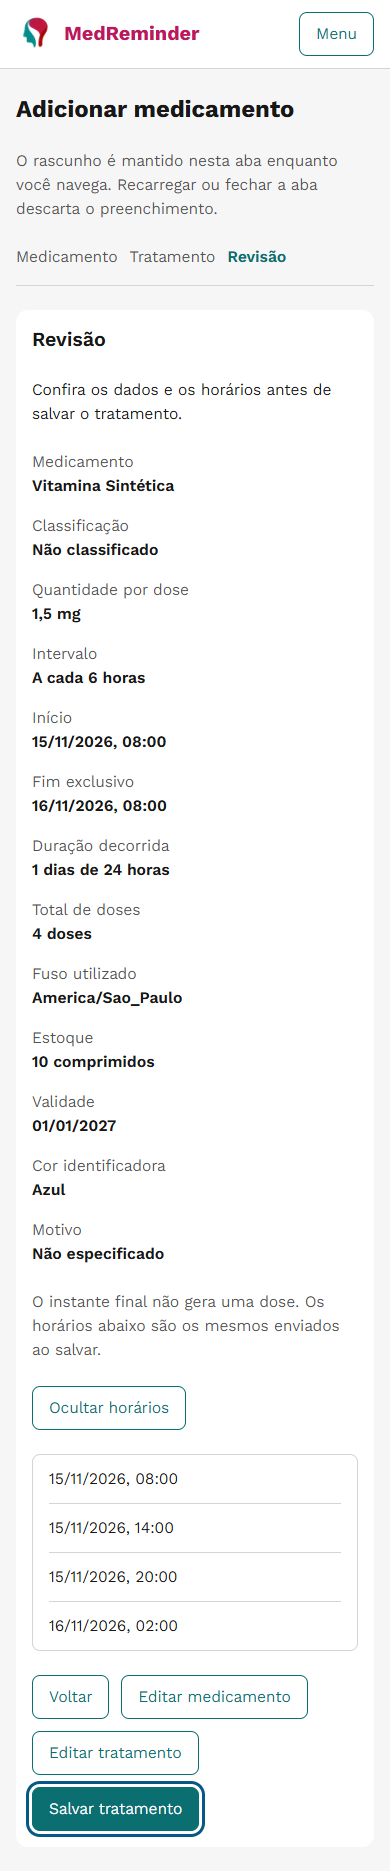 MedReminder
Menu
Adicionar medicamento
O rascunho é mantido nesta aba enquanto
você navega. Recarregar ou fechar a aba
descarta o preenchimento.
Medicamento Tratamento Revisão
Revisão
Confira os dados e os horários antes de
salvar o tratamento.
Medicamento
Vitamina Sintética
Classificação
Não classificado
Quantidade por dose
1,5 mg
Intervalo
A cada 6 horas
Início
15/11/2026, 08:00
Fim exclusivo
16/11/2026, 08:00
Duração decorrida
1 dias de 24 horas
Total de doses
4 doses
Fuso utilizado
America/Sao_Paulo
Estoque
10 comprimidos
Validade
01/01/2027
Cor identificadora
Azul
Motivo
Não especificado
O instante final não gera uma dose. Os
horários abaixo são os mesmos enviados
ao salvar.
Ocultar horários
15/11/2026, 08:00
15/11/2026, 14:00
15/11/2026, 20:00
16/11/2026, 02:00
Voltar
Editar medicamento
Editar tratamento
Salvar tratamento